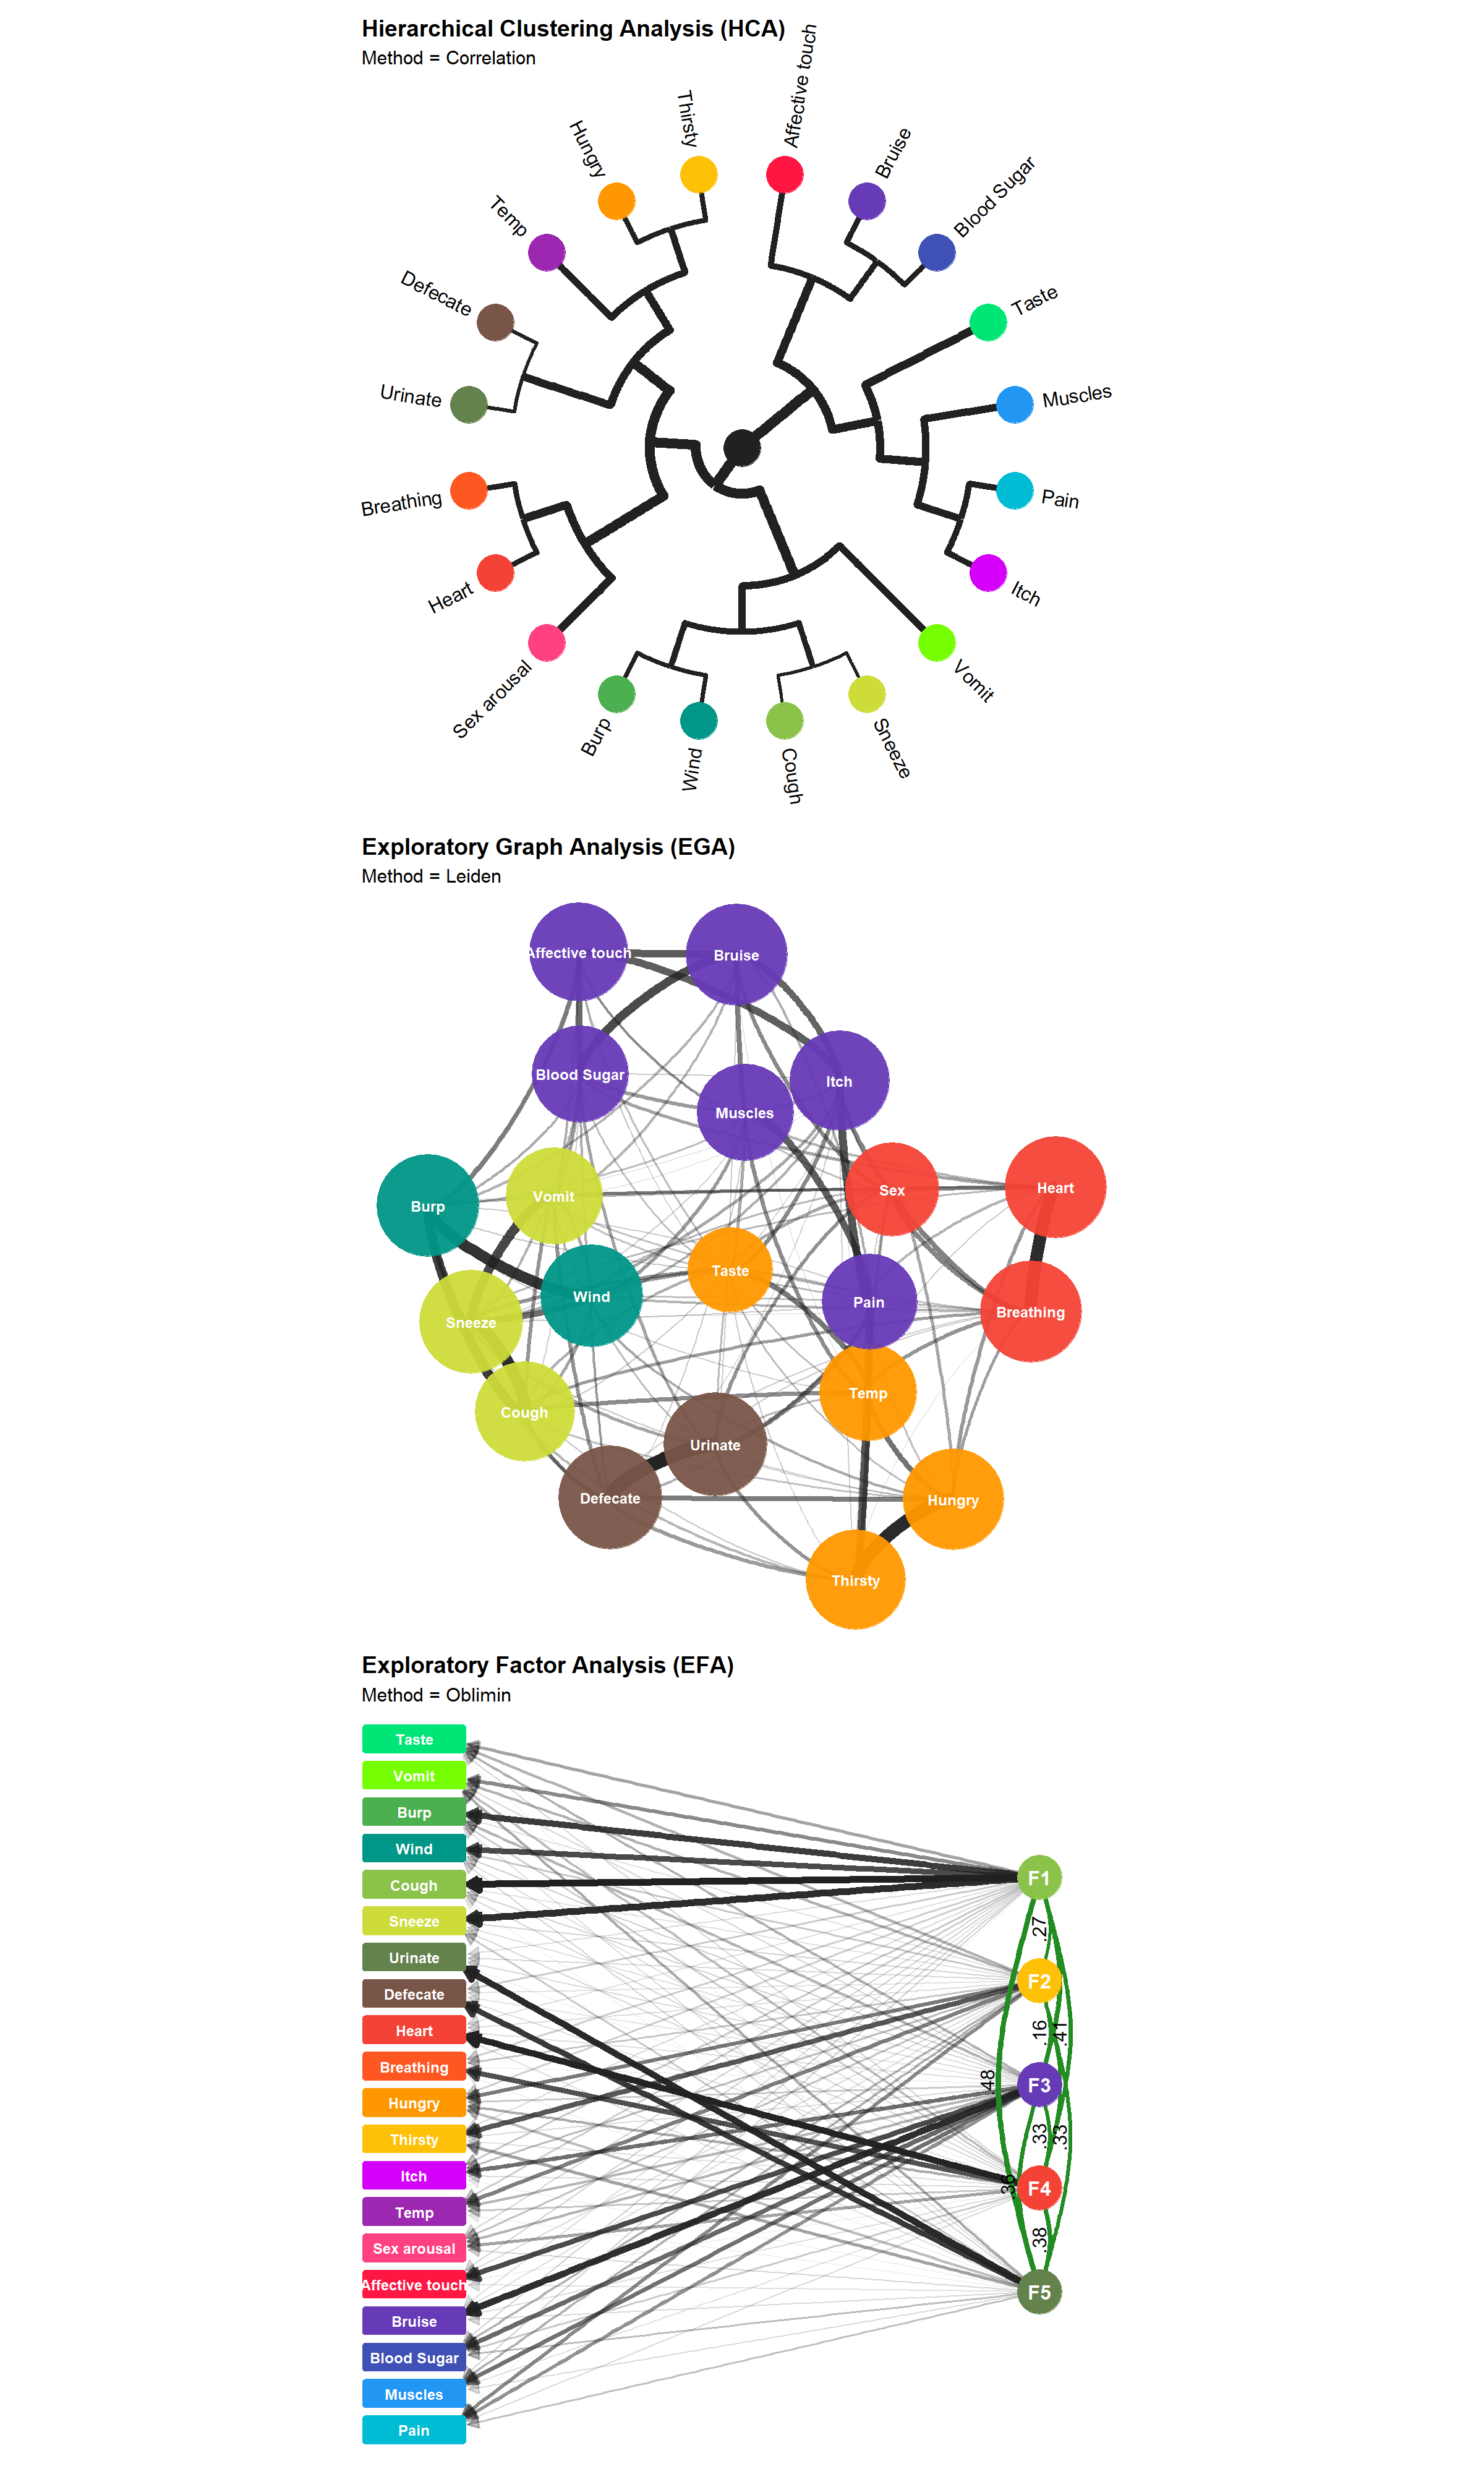 Hierarchical Clustering Analysis (HCA)
Method = Correlation
Affective touch
Thirsty
Bruise
Hungry
Blood Sugar
Temp
Taste
Defecate
Muscles
Urinate
Pain
Breathing
Itch
Heart
Vomit
Sex arousal
Burp
Sneeze
Wind
Cough
Exploratory Graph Analysis (EGA)
Method = Leiden
Affective touch
Bruise
Blood Sugar
Itch
Muscles
Heart
Sex
Vomit
Burp
Taste
Wind
Pain
Breathing
Sneeze
Temp
Cough
Urinate
Defecate
Hungry
Thirsty
Exploratory Factor Analysis (EFA)
Method = Oblimin
Taste
Vomit
Burp
Wind
Cough
Sneeze
Urinate
Defecate
Heart
Breathing
Hungry
Thirsty
Itch
Temp
Sex arousal
Affective touch
Bruise
Blood Sugar
Muscles
Pain
F1
.27
F2
.16
.41
.48
F3
.33
.33
.36
F4
.38
F5